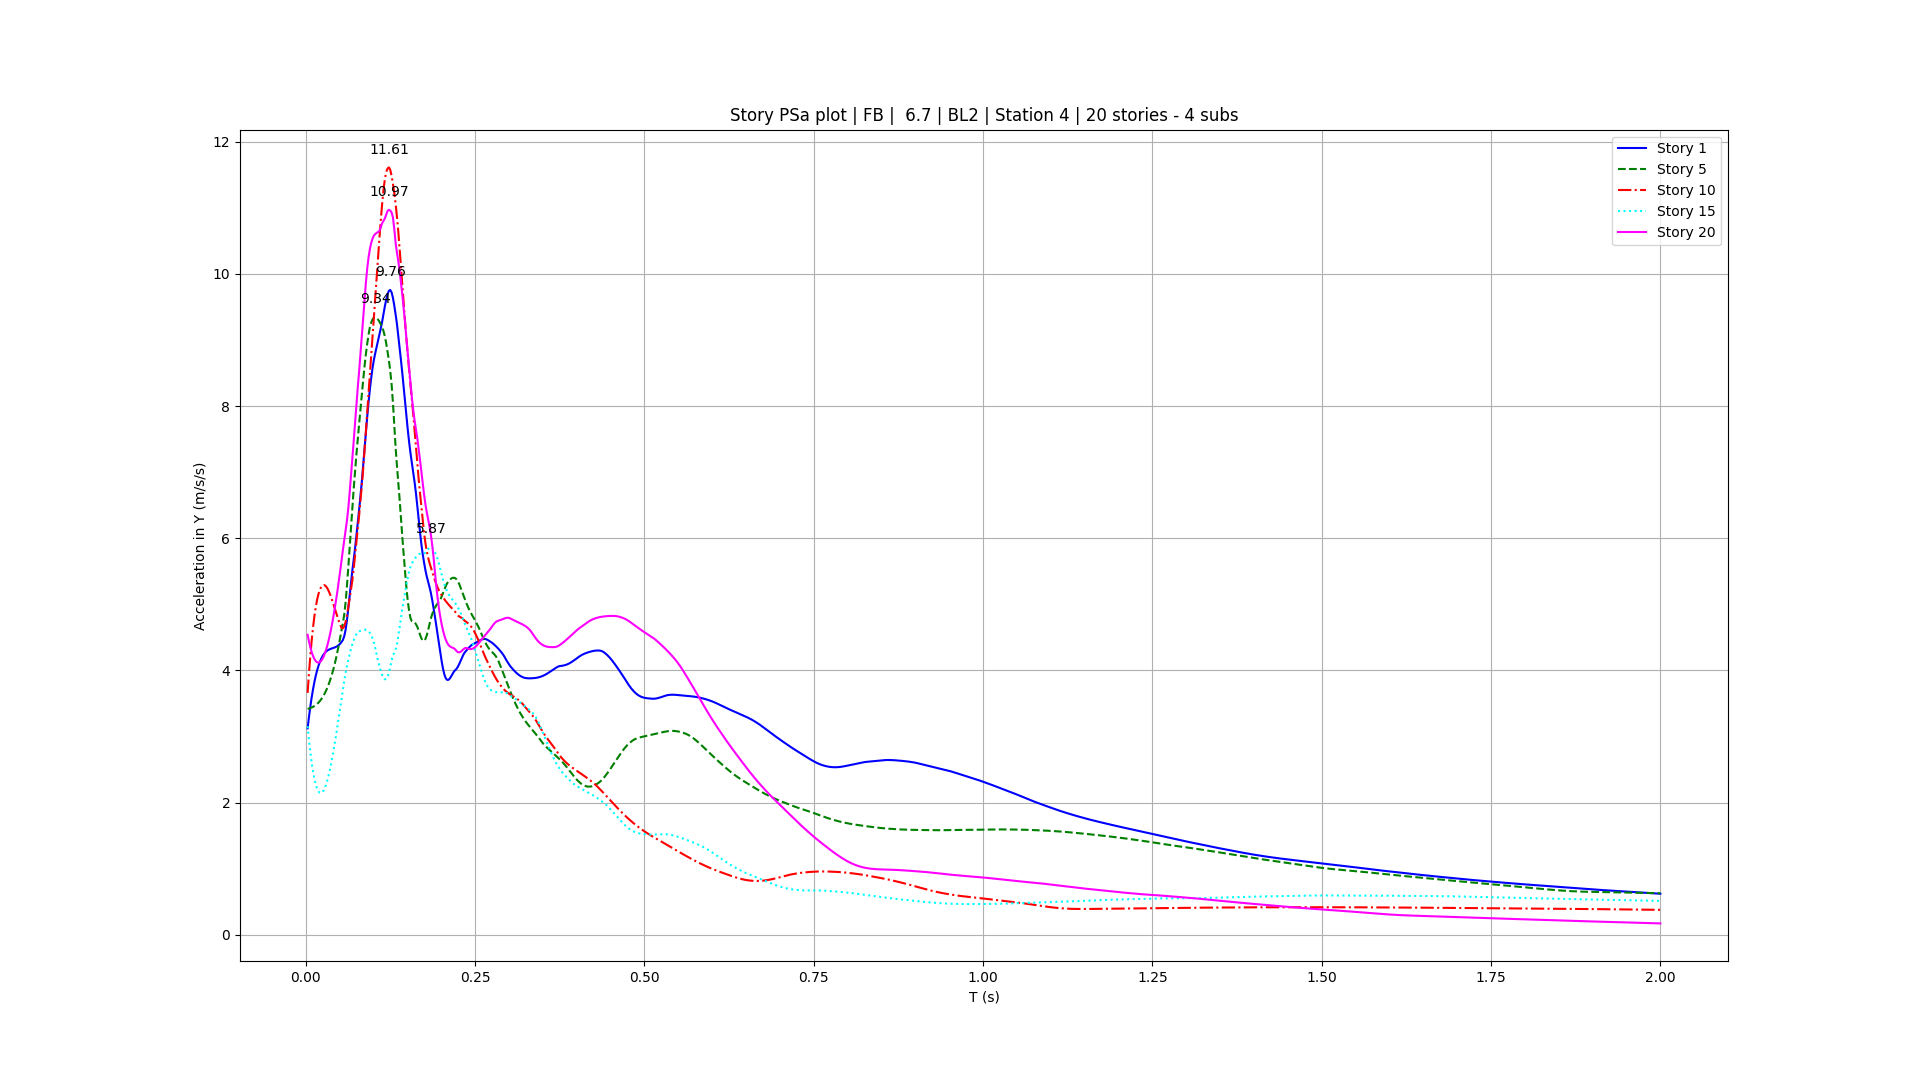 Story PSa plot | FB |  6.7 | BL2 | Station 4 | 20 stories - 4 subs
12
10
8
6
4
2
0
Acceleration in Y (m/s/s)
11.61
10.97
9.76
9.34
5.87
Story 1
Story 5
Story 10
Story 15
Story 20
0.00 0.25 0.50 0.75 1.00 1.25 1.50 1.75 2.00
T (s)